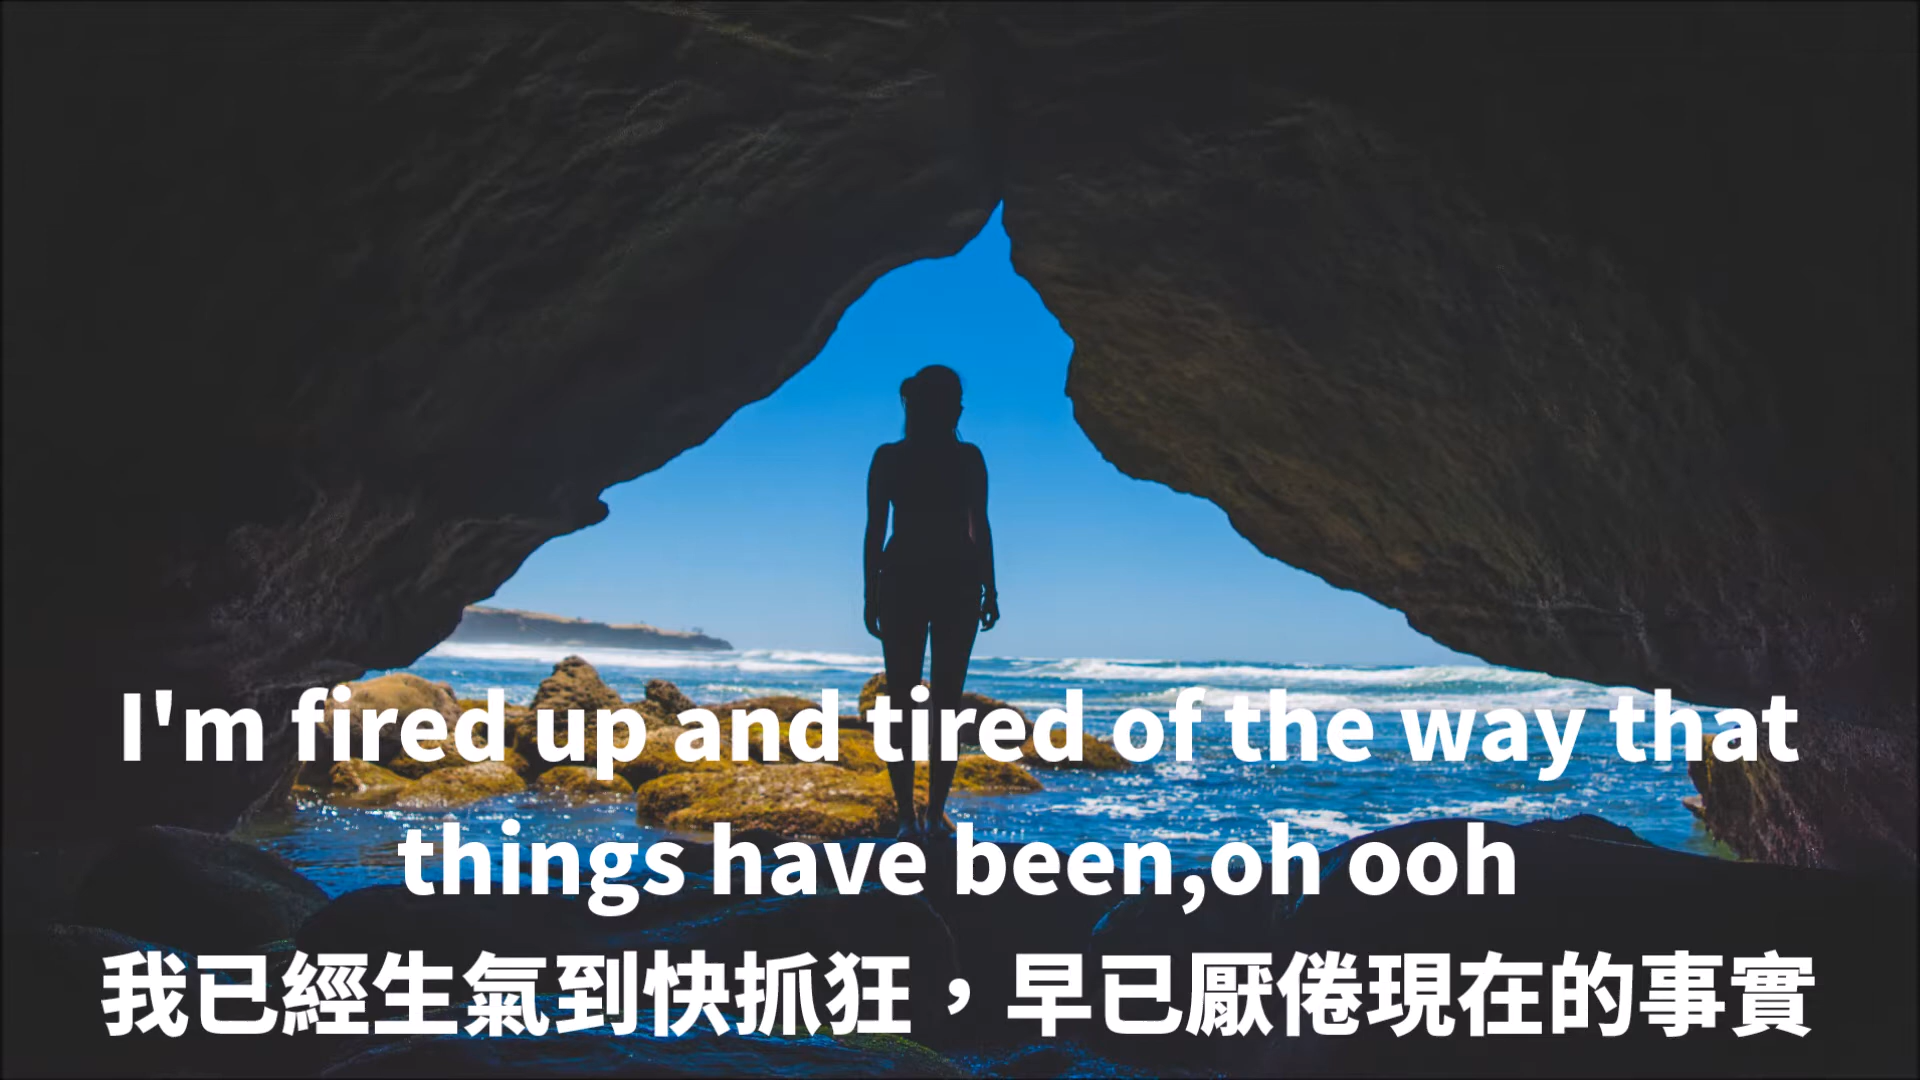 I'm fired up and tired of the way that
things have been,oh ooh
我已經生氣到快抓狂，早已厭倦現在的事實